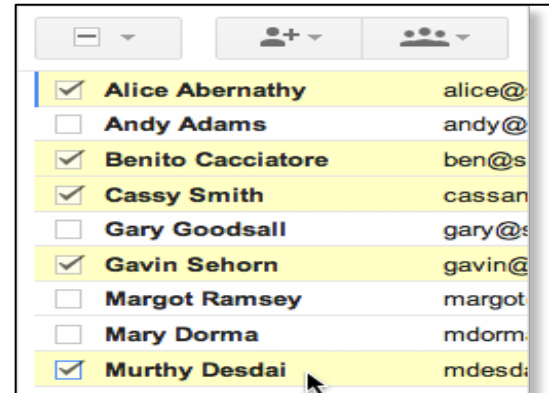 Alice Abernathy alice@
Andy Adams andy@
Benito Cacciatore ben@s
Cassy Smith cassan
Gary Goodsall gary@s
Gavin Sehorn gavin@
Margot Ramsey margot
Mary Dorma mdorm
Murthy Desdai mdesda